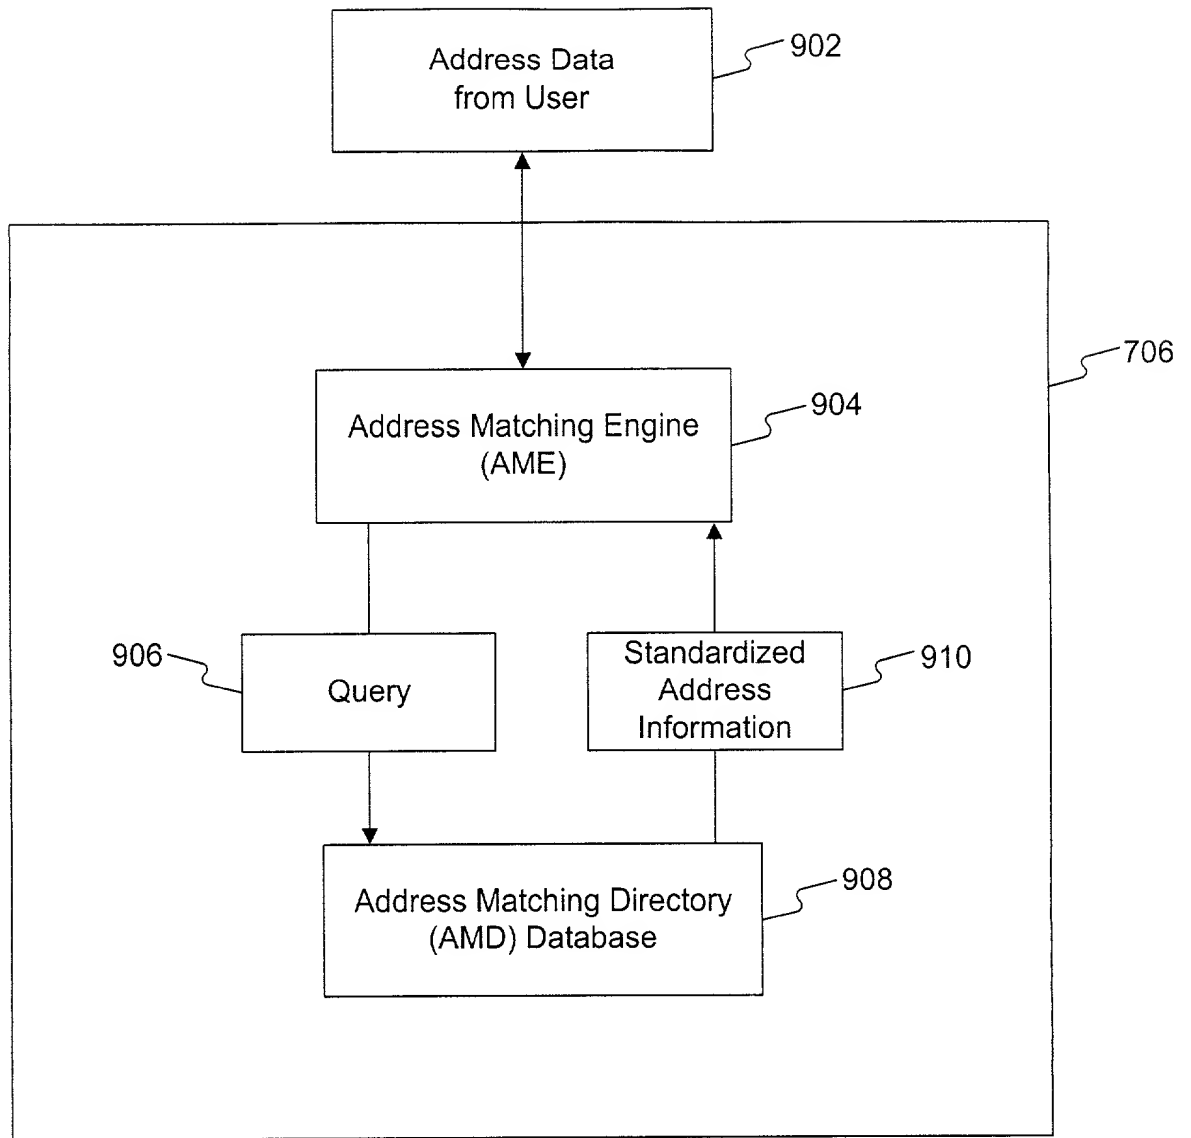 Address Data
from User
902
706
Address Matching Engine
(AME)
904
906
Query
Standardized
Address
Information
910
Address Matching Directory
(AMD) Database
908